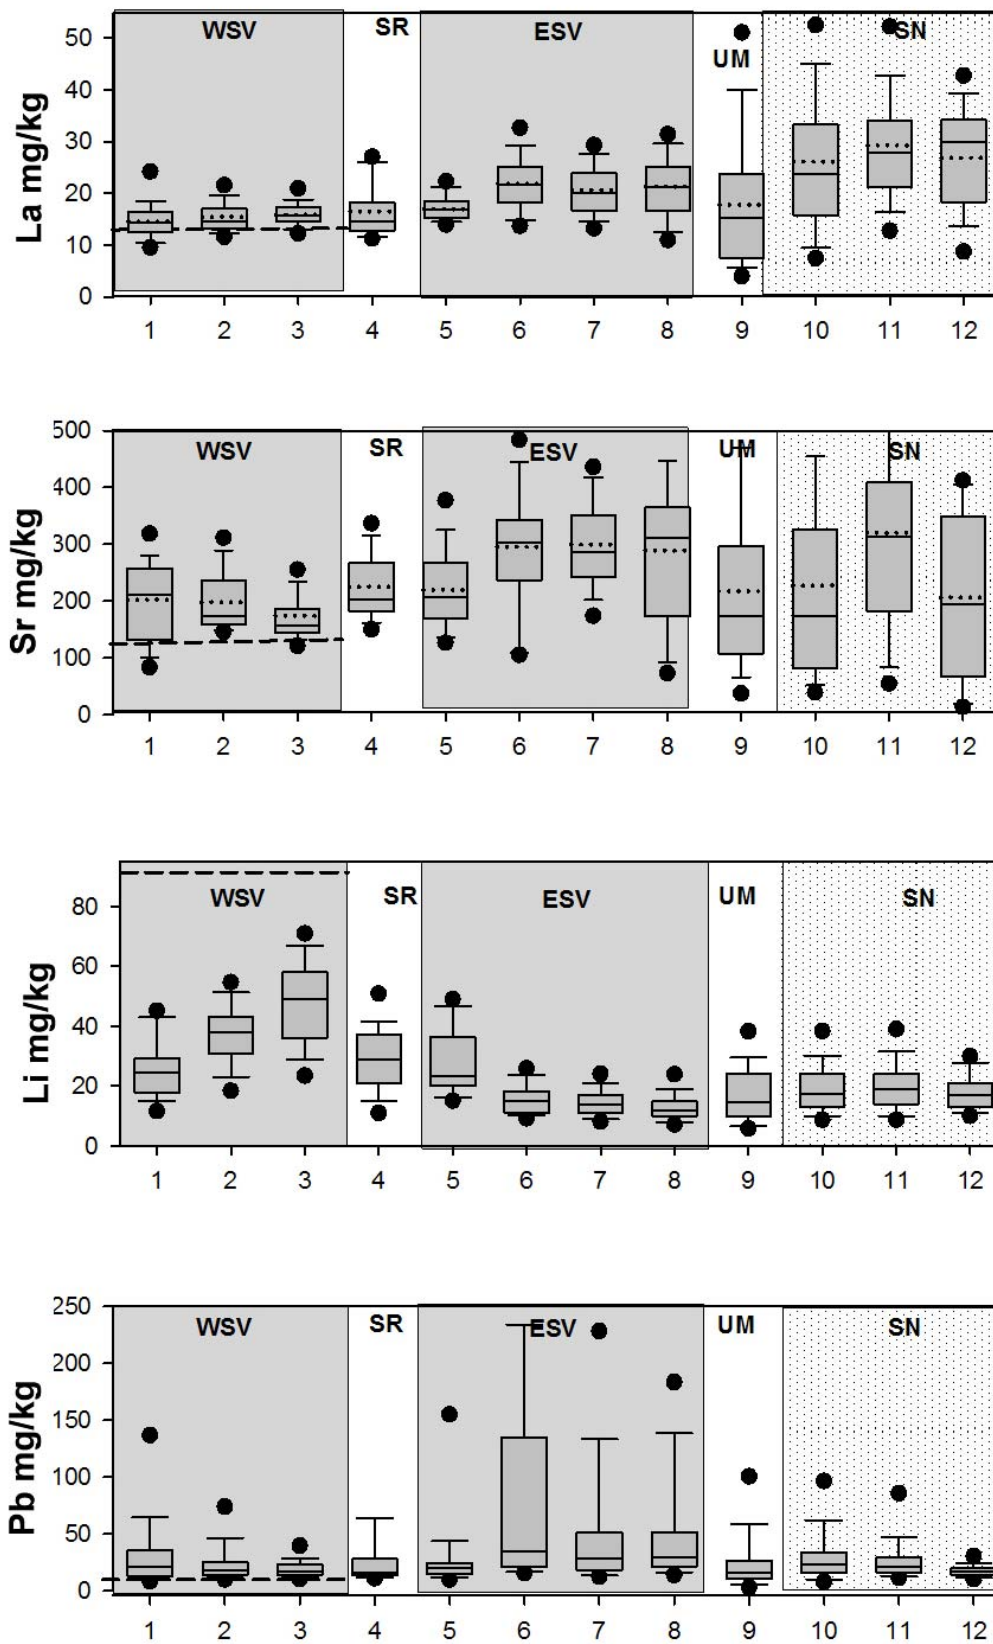 La mg/kg
50
40
30
20
10
0
WSV
SR
ESV
UM
SN
1 2 3 4 5 6 7 8 9 10 11 12
Sr mg/kg
500
400
300
200
100
0
WSV
SR
ESV
UM
SN
1 2 3 4 5 6 7 8 9 10 11 12
Li mg/kg
80
60
40
20
0
WSV
SR
ESV
UM
SN
1 2 3 4 5 6 7 8 9 10 11 12
Pb mg/kg
250
200
150
100
50
0
WSV
SR
ESV
UM
SN
1 2 3 4 5 6 7 8 9 10 11 12